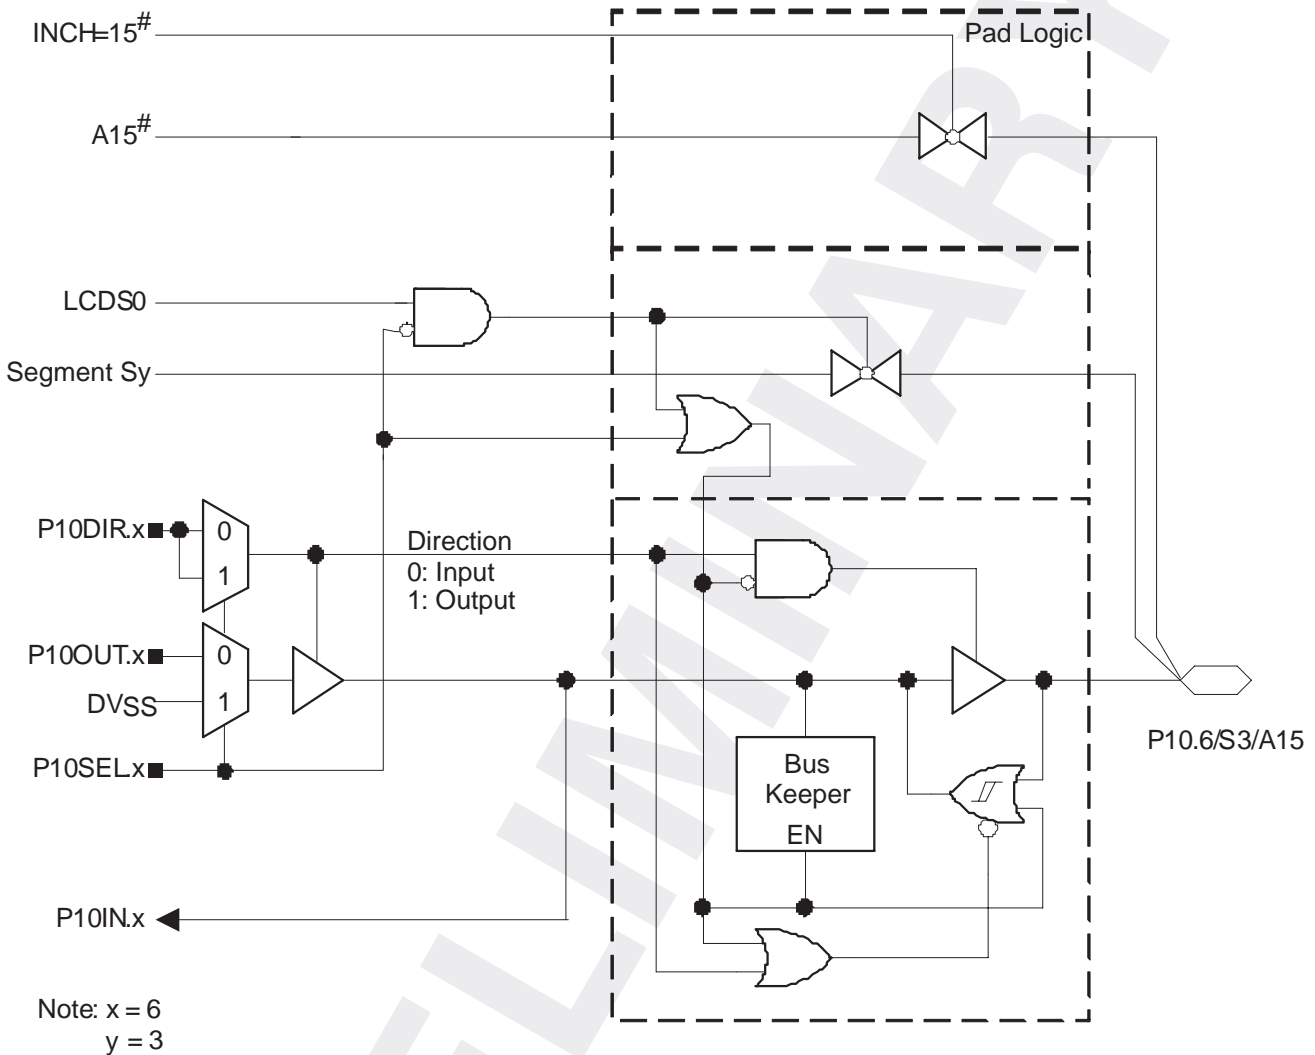 INCH=15#
Pad Logic
A15#
LCDS0
Segment Sy
P10DIR.x
0
1
Direction
0: Input
1: Output
P10OUT.x
0
DVSS
1
P10SEL.x
P10.6/S3/A15
Bus
Keeper
EN
P10IN.x
Note: x = 6
y = 3